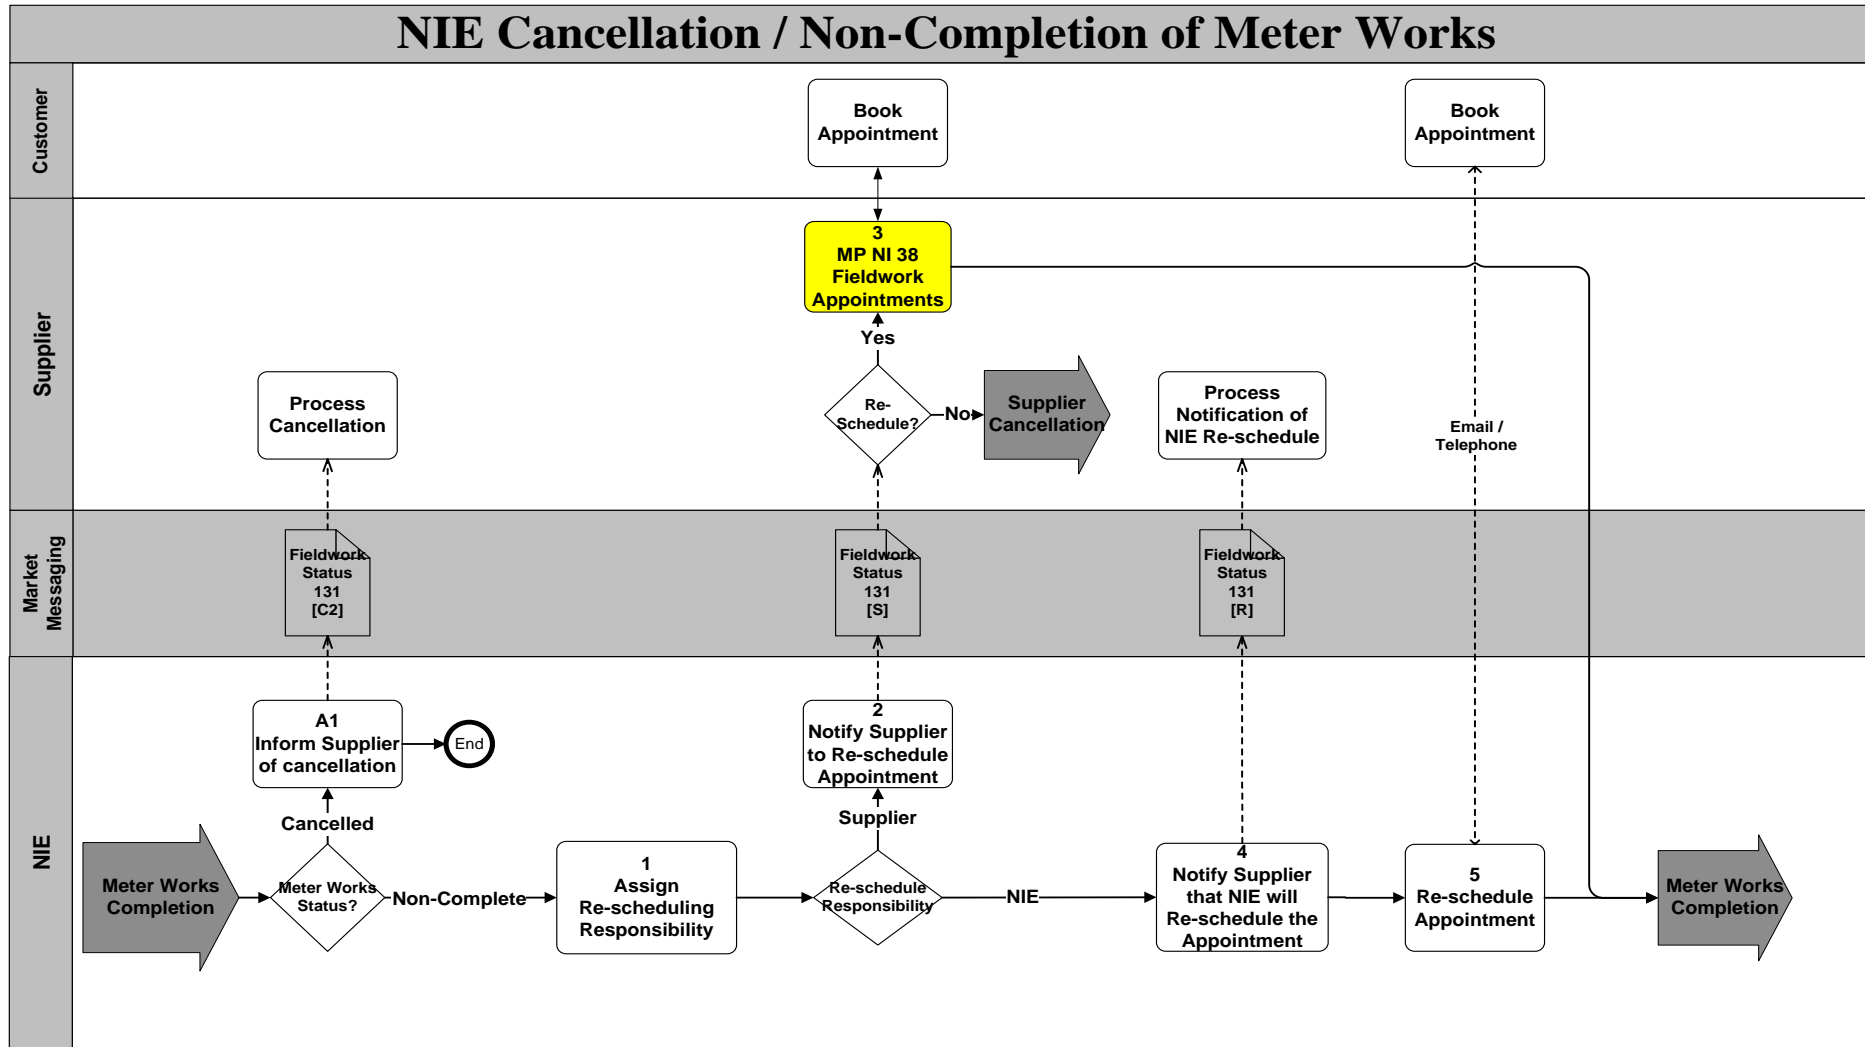 NIE Cancellation / Non-Completion of Meter Works
Customer
Book
Appointment
Book
Appointment
Supplier
3
MP NI 38
Fieldwork
Appointments
Yes
Re-
Schedule?
No
Supplier
Cancellation
Process
Cancellation
Process
Notification of
NIE Re-schedule
Email /
Telephone
Market
Messaging
Fieldwork
Status
131
[C2]
Fieldwork
Status
131
[S]
Fieldwork
Status
131
[R]
NIE
A1
Inform Supplier
of cancellation
End
2
Notify Supplier
to Re-schedule
Appointment
Cancelled
Supplier
Meter Works
Completion
Meter Works
Status?
Non-Complete
1
Assign
Re-scheduling
Responsibility
Re-schedule
Responsibility
NIE
4
Notify Supplier
that NIE will
Re-schedule the
Appointment
5
Re-schedule
Appointment
Meter Works
Completion